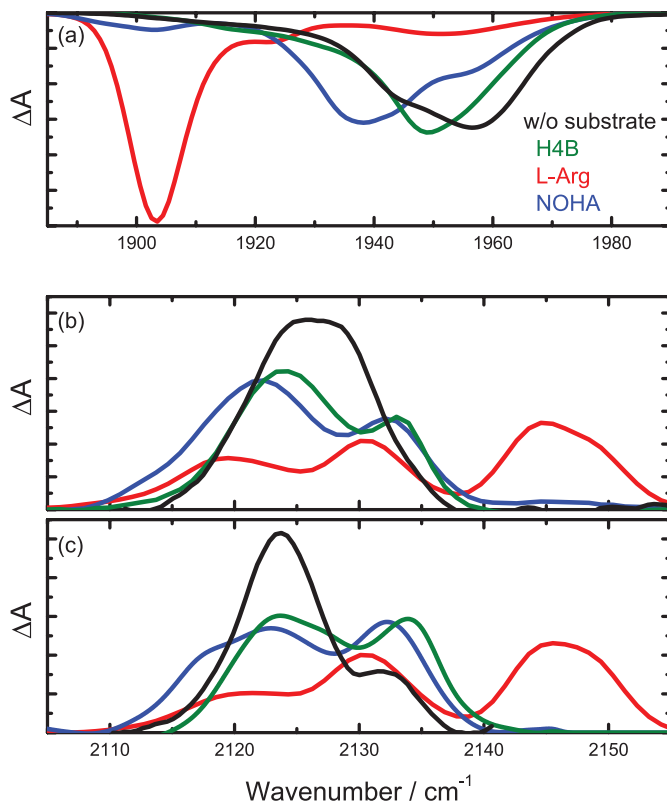 (a)
ΔA
w/o substrate
H4B
L-Arg
NOHA
1900 1920 1940 1960 1980
(b)
ΔA
(c)
ΔA
2110 2120 2130 2140 2150
Wavenumber / cm⁻¹